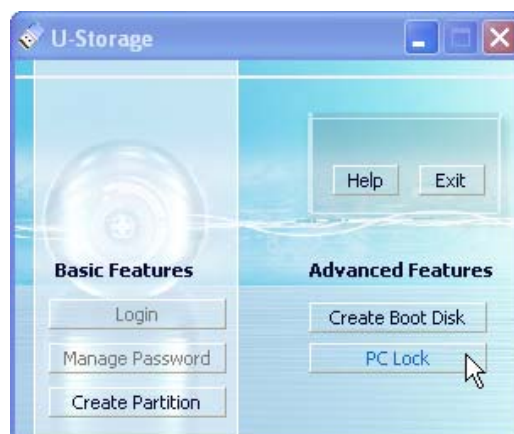 U-Storage
Help Exit
Basic Features Advanced Features
Login Create Boot Disk
Manage Password PC Lock
Create Partition